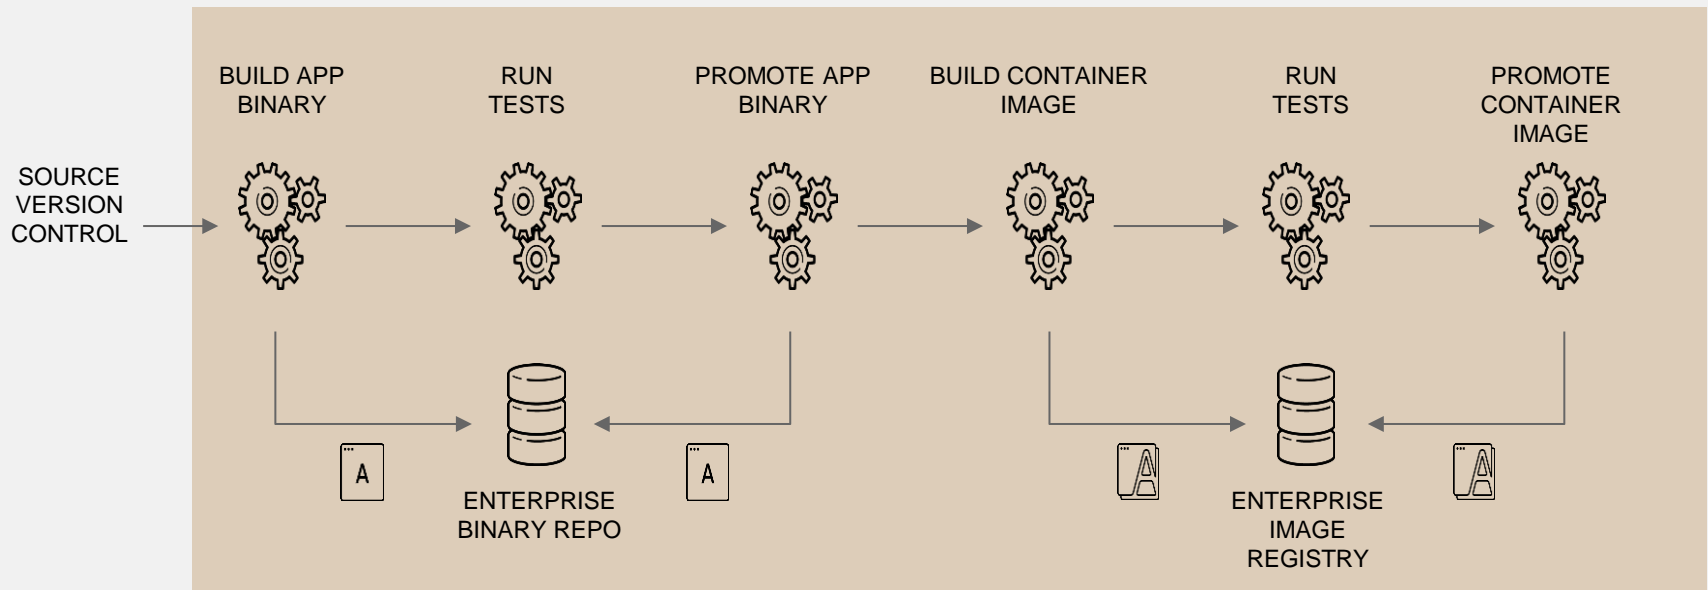 BUILD APP
BINARY
RUN
TESTS
PROMOTE APP
BINARY
BUILD CONTAINER
IMAGE
RUN
TESTS
PROMOTE
CONTAINER
IMAGE
SOURCE
VERSION
CONTROL
A
A
A
A
ENTERPRISE
BINARY REPO
ENTERPRISE
IMAGE
REGISTRY